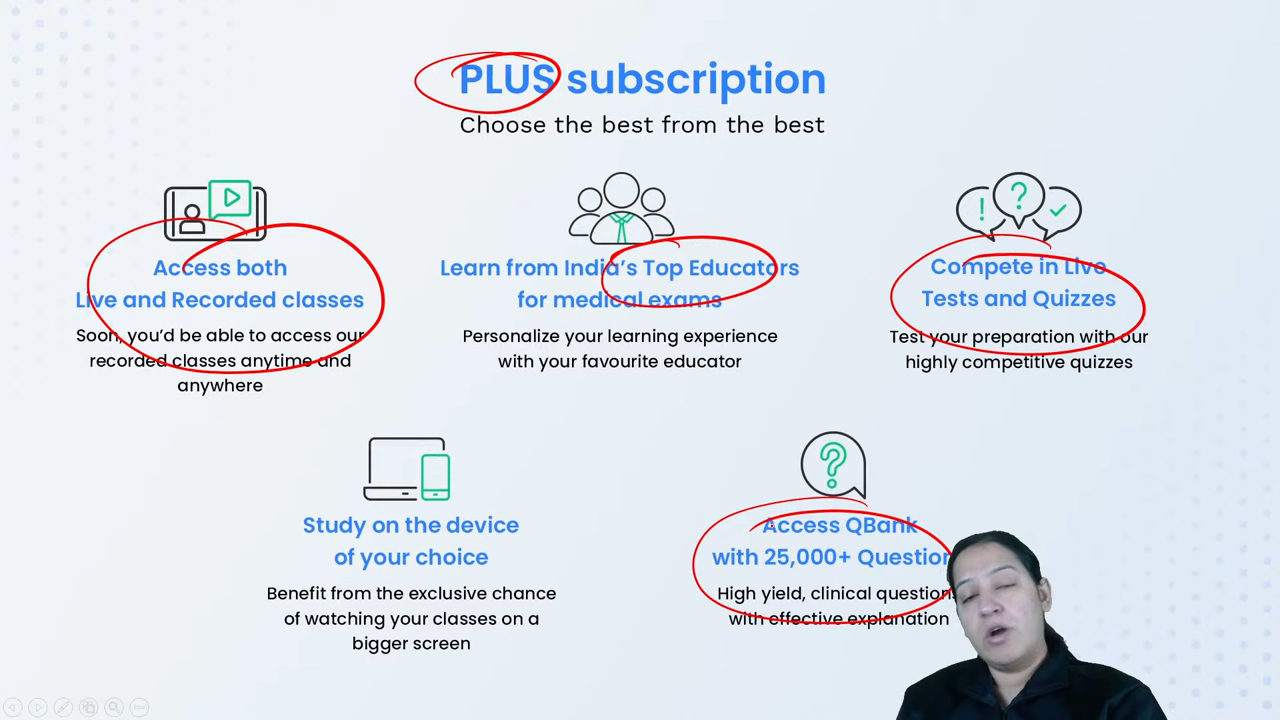 PLUS subscription
Choose the best from the best
Access both
Live and Recorded classes
Soon, you'd be able to access our
recorded classes anytime and
anywhere
Learn from India's Top Educators
for medical exams
Personalize your learning experience
with your favourite educator
Compete in Live
Tests and Quizzes
Test your preparation with our
highly competitive quizzes
Study on the device
of your choice
Benefit from the exclusive chance
of watching your classes on a
bigger screen
Access QBank
with 25,000+ Question
High yield, clinical questions
with effective explanation